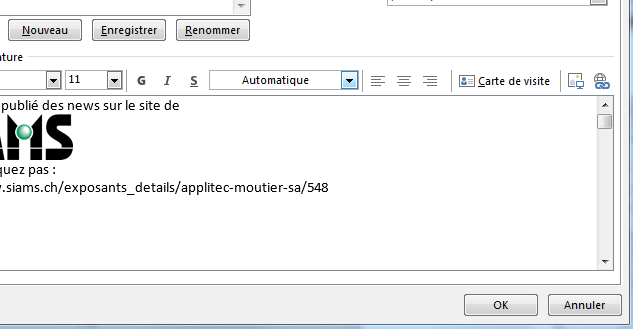 Nouveau Enregistrer Renommer
ature
11 G I S Automatique Carte de visite
publié des news sur le site de
AMS
quez pas :
.siams.ch/exposants_details/applitec-moutier-sa/548
OK Annuler